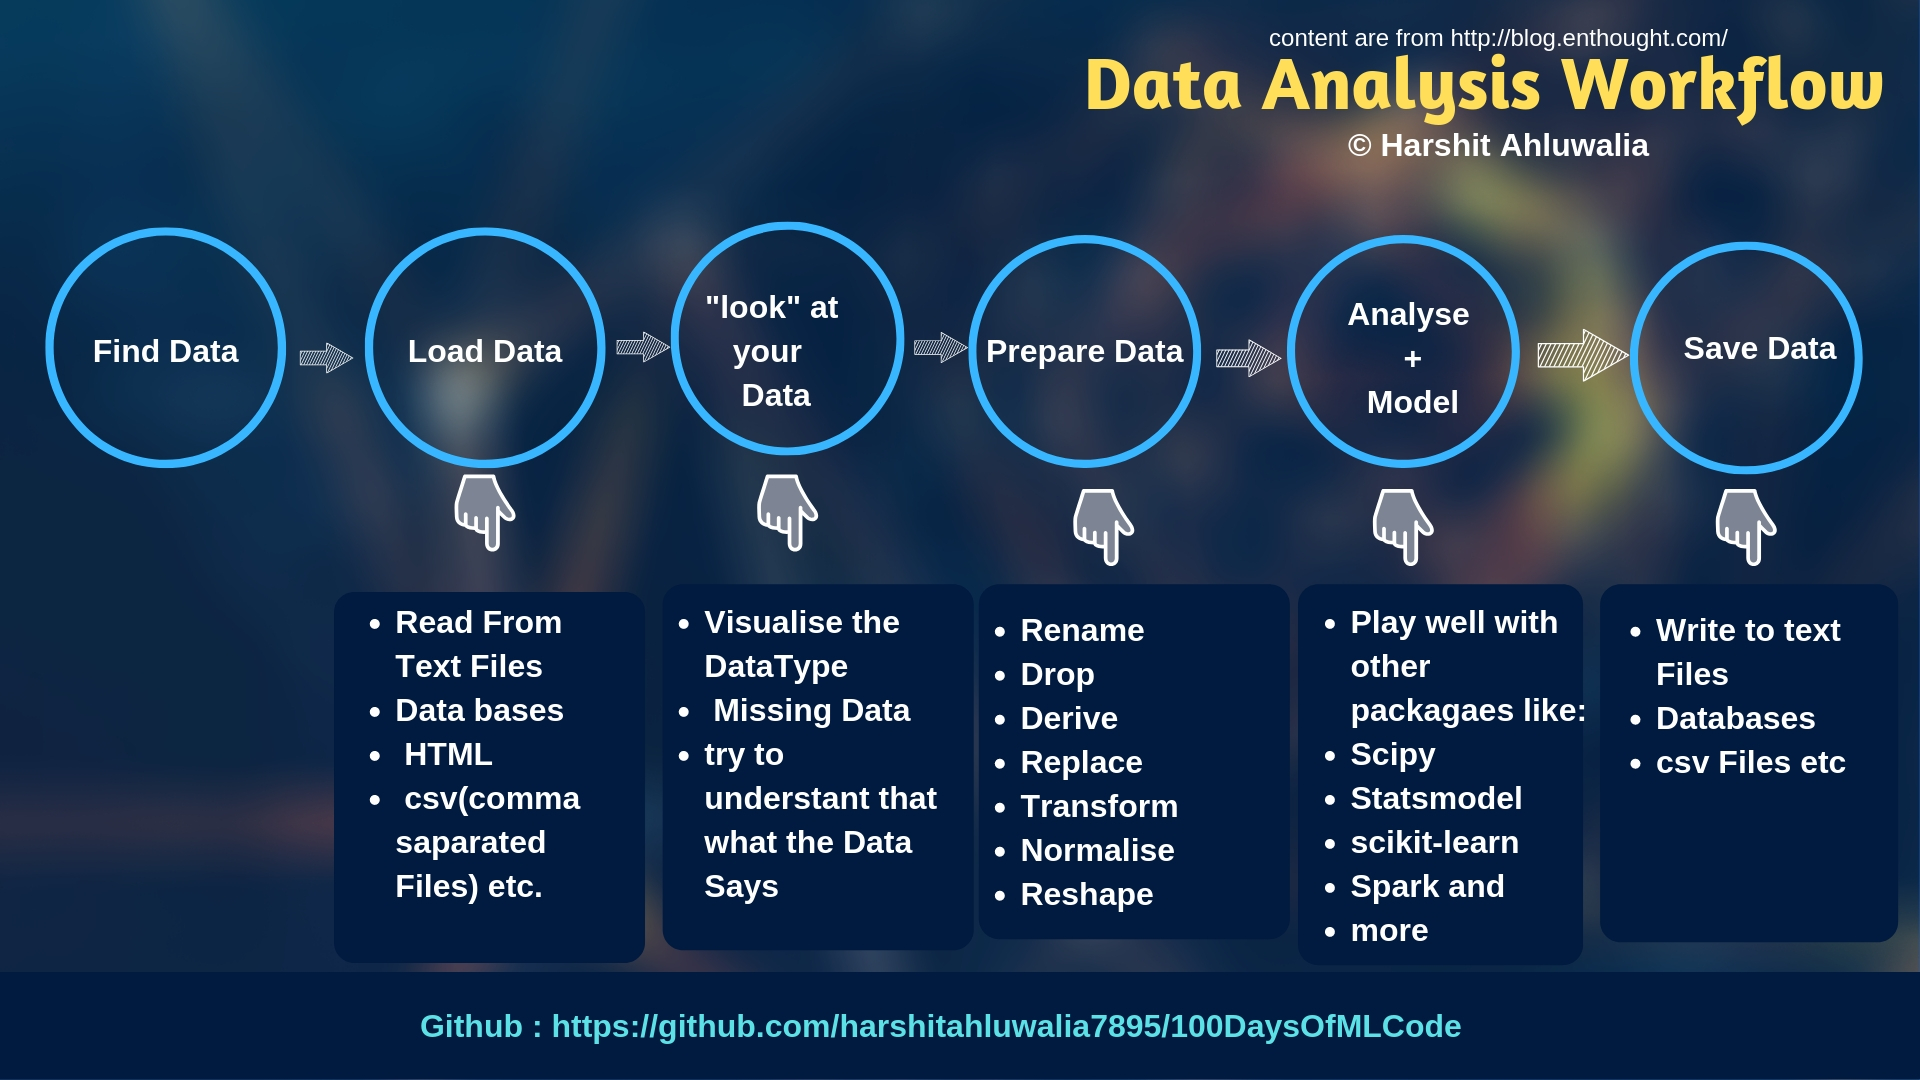 content are from http://blog.enthought.com/
Data Analysis Workflow
© Harshit Ahluwalia
Find Data
Load Data
"look" at
your
Data
Prepare Data
Analyse
+
Model
Save Data
• Read From
Text Files
• Data bases
• HTML
• csv(comma
saparated
Files) etc.
• Visualise the
DataType
• Missing Data
• try to
understant that
what the Data
Says
• Rename
• Drop
• Derive
• Replace
• Transform
• Normalise
• Reshape
• Play well with
other
packagaes like:
• Scipy
• Statsmodel
• scikit-learn
• Spark and
• more
• Write to text
Files
• Databases
• csv Files etc
Github : https://github.com/harshitahluwalia7895/100DaysOfMLCode